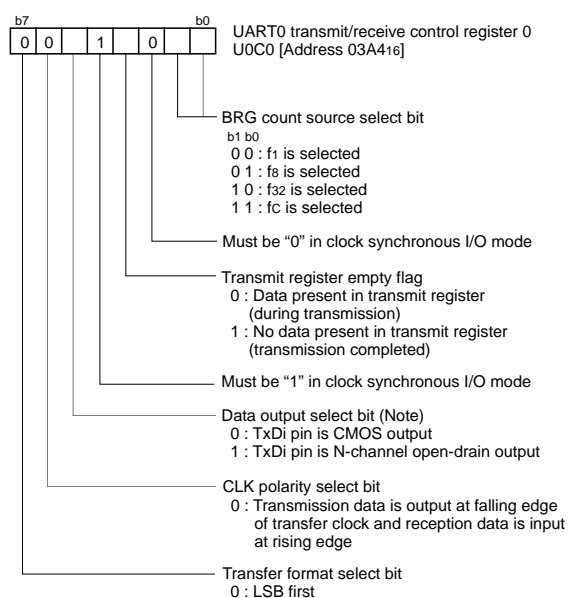 b7 b0
UART0 transmit/receive control register 0
U0C0 [Address 03A416]
0 0 1 0
BRG count source select bit
b1 b0
0 0 : f1 is selected
0 1 : f8 is selected
1 0 : f32 is selected
1 1 : fC is selected
Must be “0” in clock synchronous I/O mode
Transmit register empty flag
0 : Data present in transmit register
(during transmission)
1 : No data present in transmit register
(transmission completed)
Must be “1” in clock synchronous I/O mode
Data output select bit (Note)
0 : TxDi pin is CMOS output
1 : TxDi pin is N-channel open-drain output
CLK polarity select bit
0 : Transmission data is output at falling edge
of transfer clock and reception data is input
at rising edge
Transfer format select bit
0 : LSB first